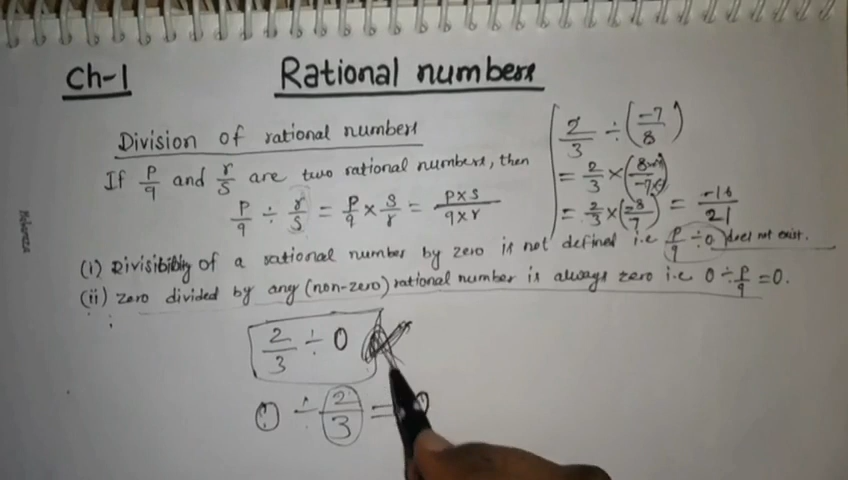 Ch-1
Rational numbers
Division of rational numbers
If p/q and r/s are two rational numbers, then
p/q ÷ r/s = p/q × s/r = p×s/q×r
2/3 ÷ (-7/8)
= 2/3 × (8/-7)
= 2/3 × (-8/7) = -16/21
(i) Divisibility of a rational number by zero is not defined i.e p/q ÷ 0 does not exist.
(ii) zero divided by any (non-zero) rational number is always zero i.e 0 ÷ p/q = 0.
2/3 ÷ 0
0 ÷ 2/3 = 0